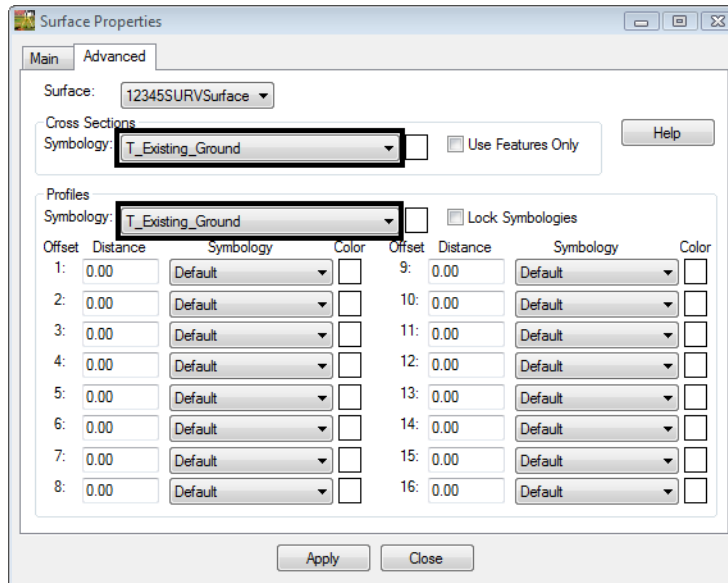 Surface Properties
Main Advanced
Surface: 12345SURVSurface
Cross Sections
Symbology: T_Existing_Ground Use Features Only Help
Profiles
Symbology: T_Existing_Ground Lock Symbologies
Offset Distance Symbology Color Offset Distance Symbology Color
1: 0.00 Default 9: 0.00 Default
2: 0.00 Default 10: 0.00 Default
3: 0.00 Default 11: 0.00 Default
4: 0.00 Default 12: 0.00 Default
5: 0.00 Default 13: 0.00 Default
6: 0.00 Default 14: 0.00 Default
7: 0.00 Default 15: 0.00 Default
8: 0.00 Default 16: 0.00 Default
Apply Close